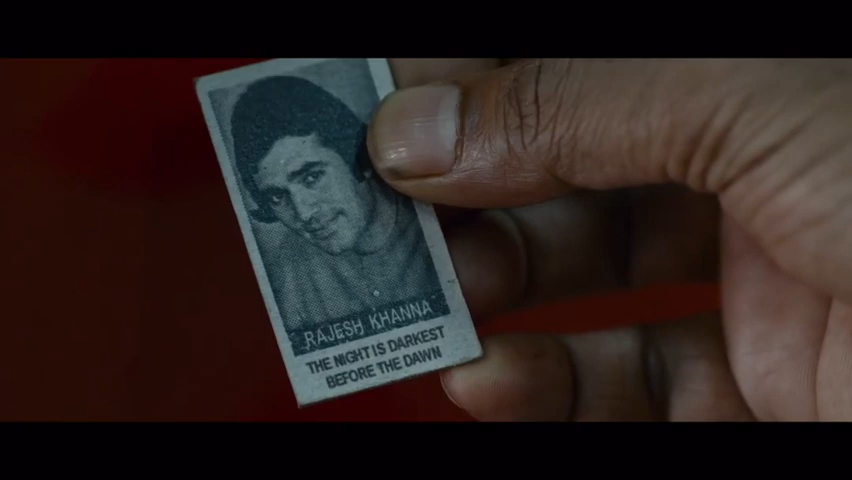 RAJESH KHANNA
THE NIGHT IS DARKEST
BEFORE THE DAWN